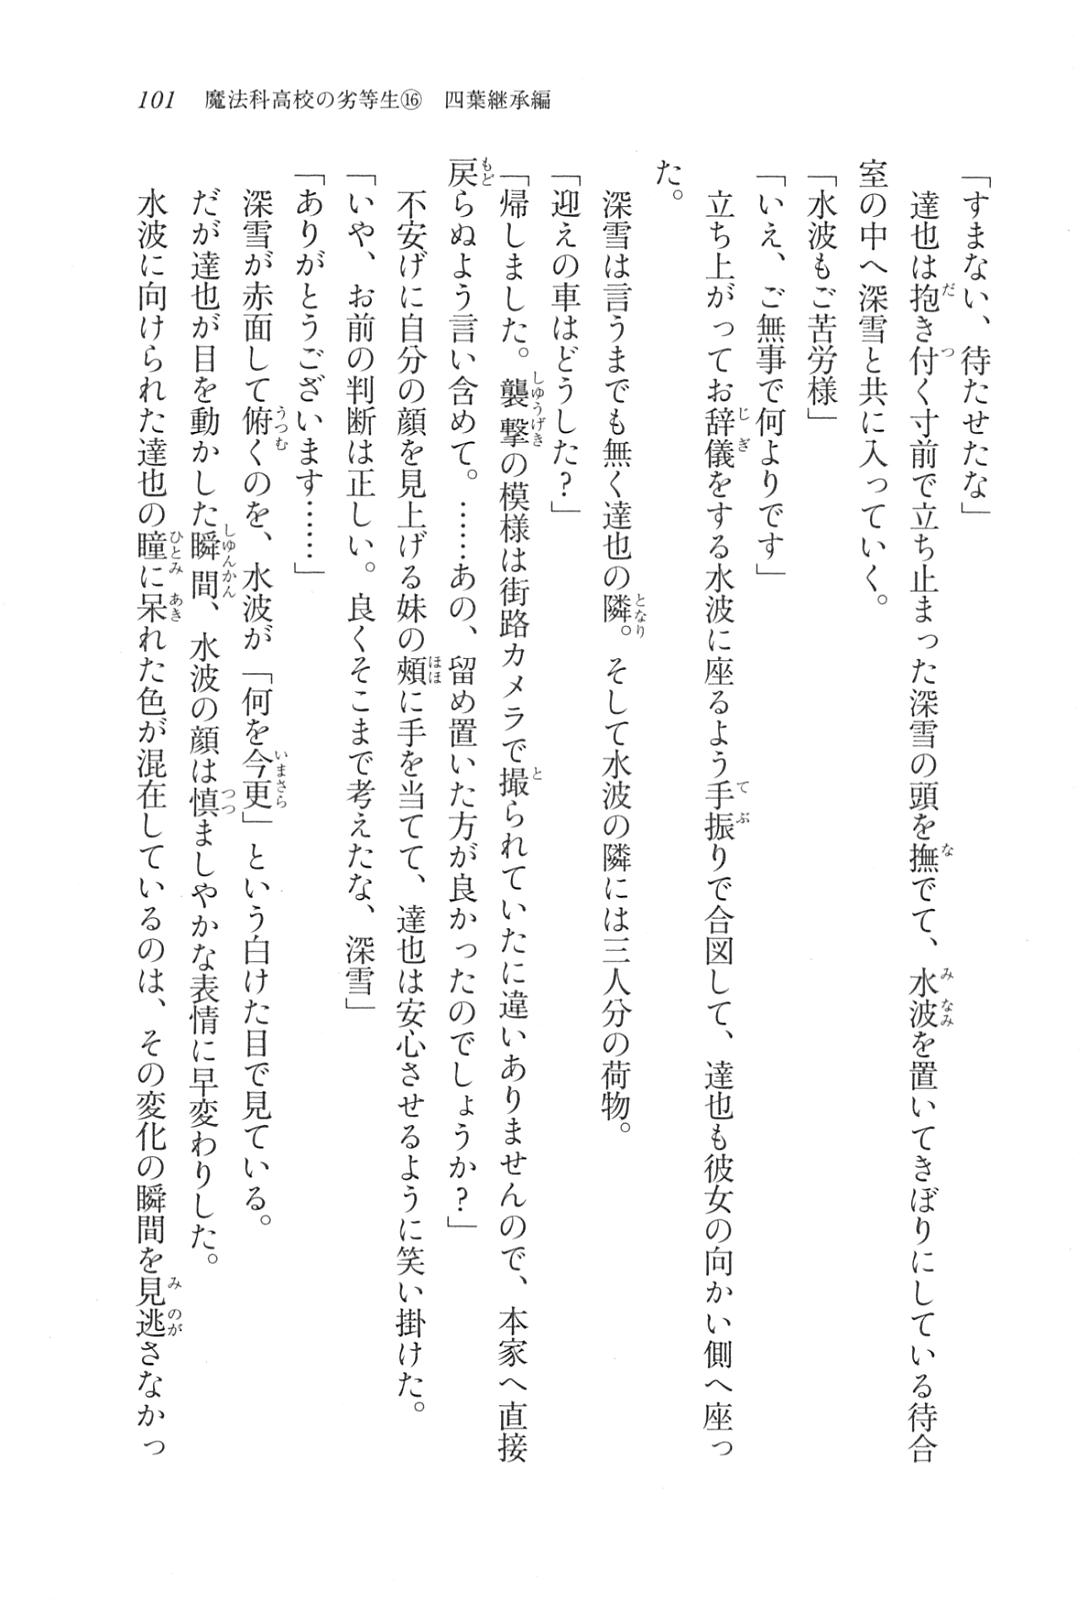 101　魔法科高校の劣等生⑯　四葉継承編
「すまない、待たせたな」
達也は抱き付く寸前で立ち止まった深雪の頭を撫でて、水波を置いてきぼりにしている待合
室の中へ深雪と共に入っていく。
「水波もご苦労様」
「いえ、ご無事で何よりです」
立ち上がってお辞儀をする水波に座るよう手振りで合図して、達也も彼女の向かい側へ座っ
た。
深雪は言うまでも無く達也の隣。そして水波の隣には三人分の荷物。
「迎えの車はどうした？」
「帰しました。襲撃の模様は街路カメラで撮られていたに違いありませんので、本家へ直接
戻らぬよう言い含めて。……あの、留め置いた方が良かったのでしょうか？」
不安げに自分の顔を見上げる妹の頰に手を当てて、達也は安心させるように笑い掛けた。
「いや、お前の判断は正しい。良くそこまで考えたな、深雪」
「ありがとうございます……」
深雪が赤面して俯くのを、水波が「何を今更」という白けた目で見ている。
だが達也が目を動かした瞬間、水波の顔は慎ましやかな表情に早変わりした。
水波に向けられた達也の瞳に呆れた色が混在しているのは、その変化の瞬間を見逃さなかっ